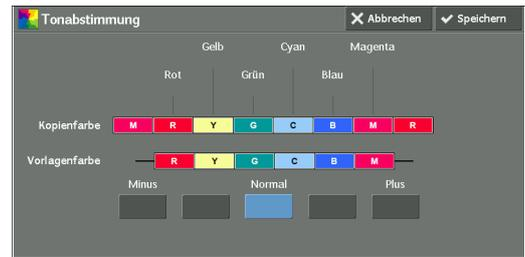 Tonabstimmung
Abbrechen
Speichern
Gelb Cyan Magenta
Rot Grün Blau
Kopienfarbe M R Y G C B M R
Vorlagenfarbe R Y G C B M
Minus Normal Plus